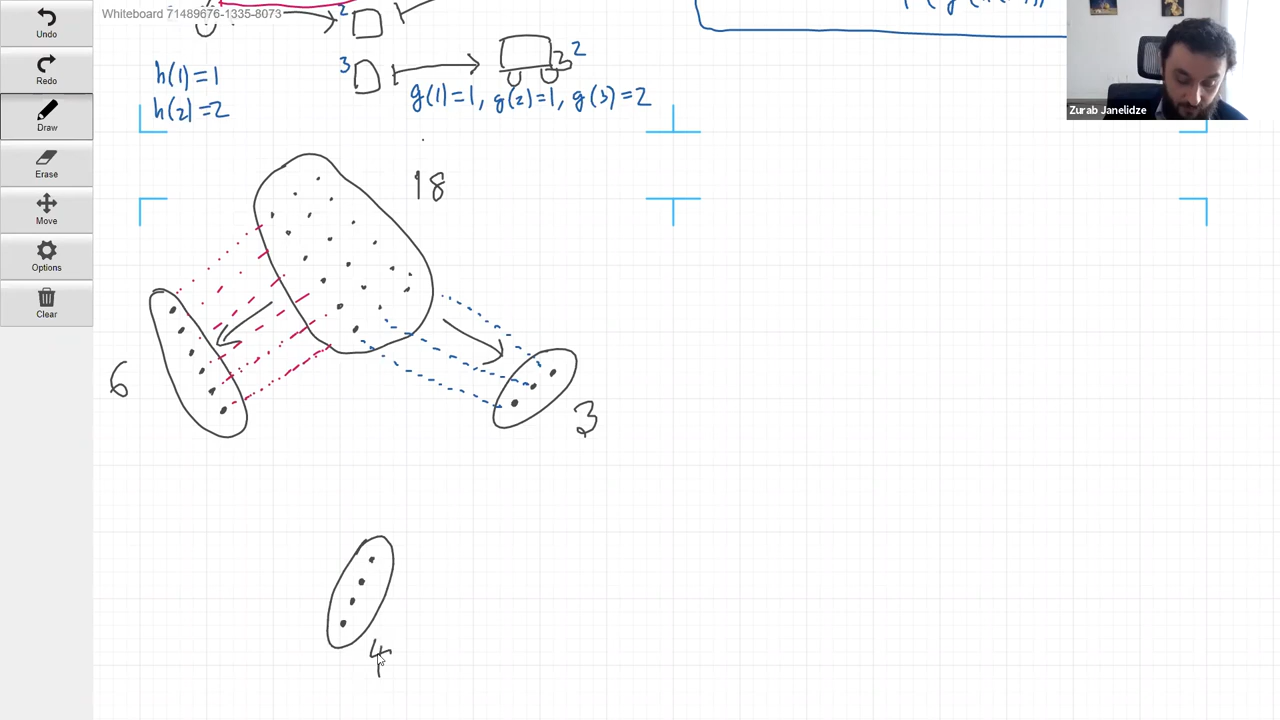 Undo
Redo
Draw
Erase
Move
Options
Clear
Whiteboard 71489676-1335-8073
2
3
2
h(1)=1
h(2)=2
g(1)=1, g(2)=1, g(3)=2
Zurab Janelidze
18
6
3
4